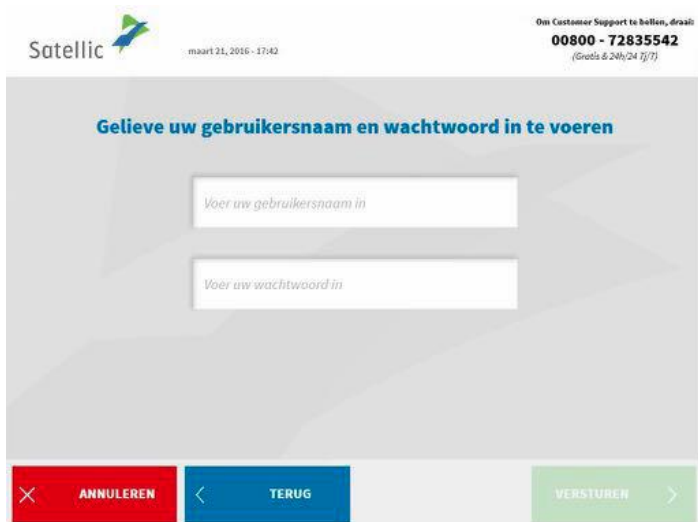 Satellic
maart 21, 2016 - 17:42
Om Customer Support te bellen, draai:
00800 - 72835542
(Gratis & 24h/24 7j/7)
Gelieve uw gebruikersnaam en wachtwoord in te voeren
Voer uw gebruikersnaam in
Voer uw wachtwoord in
ANNULEREN
TERUG
VERSTUREN